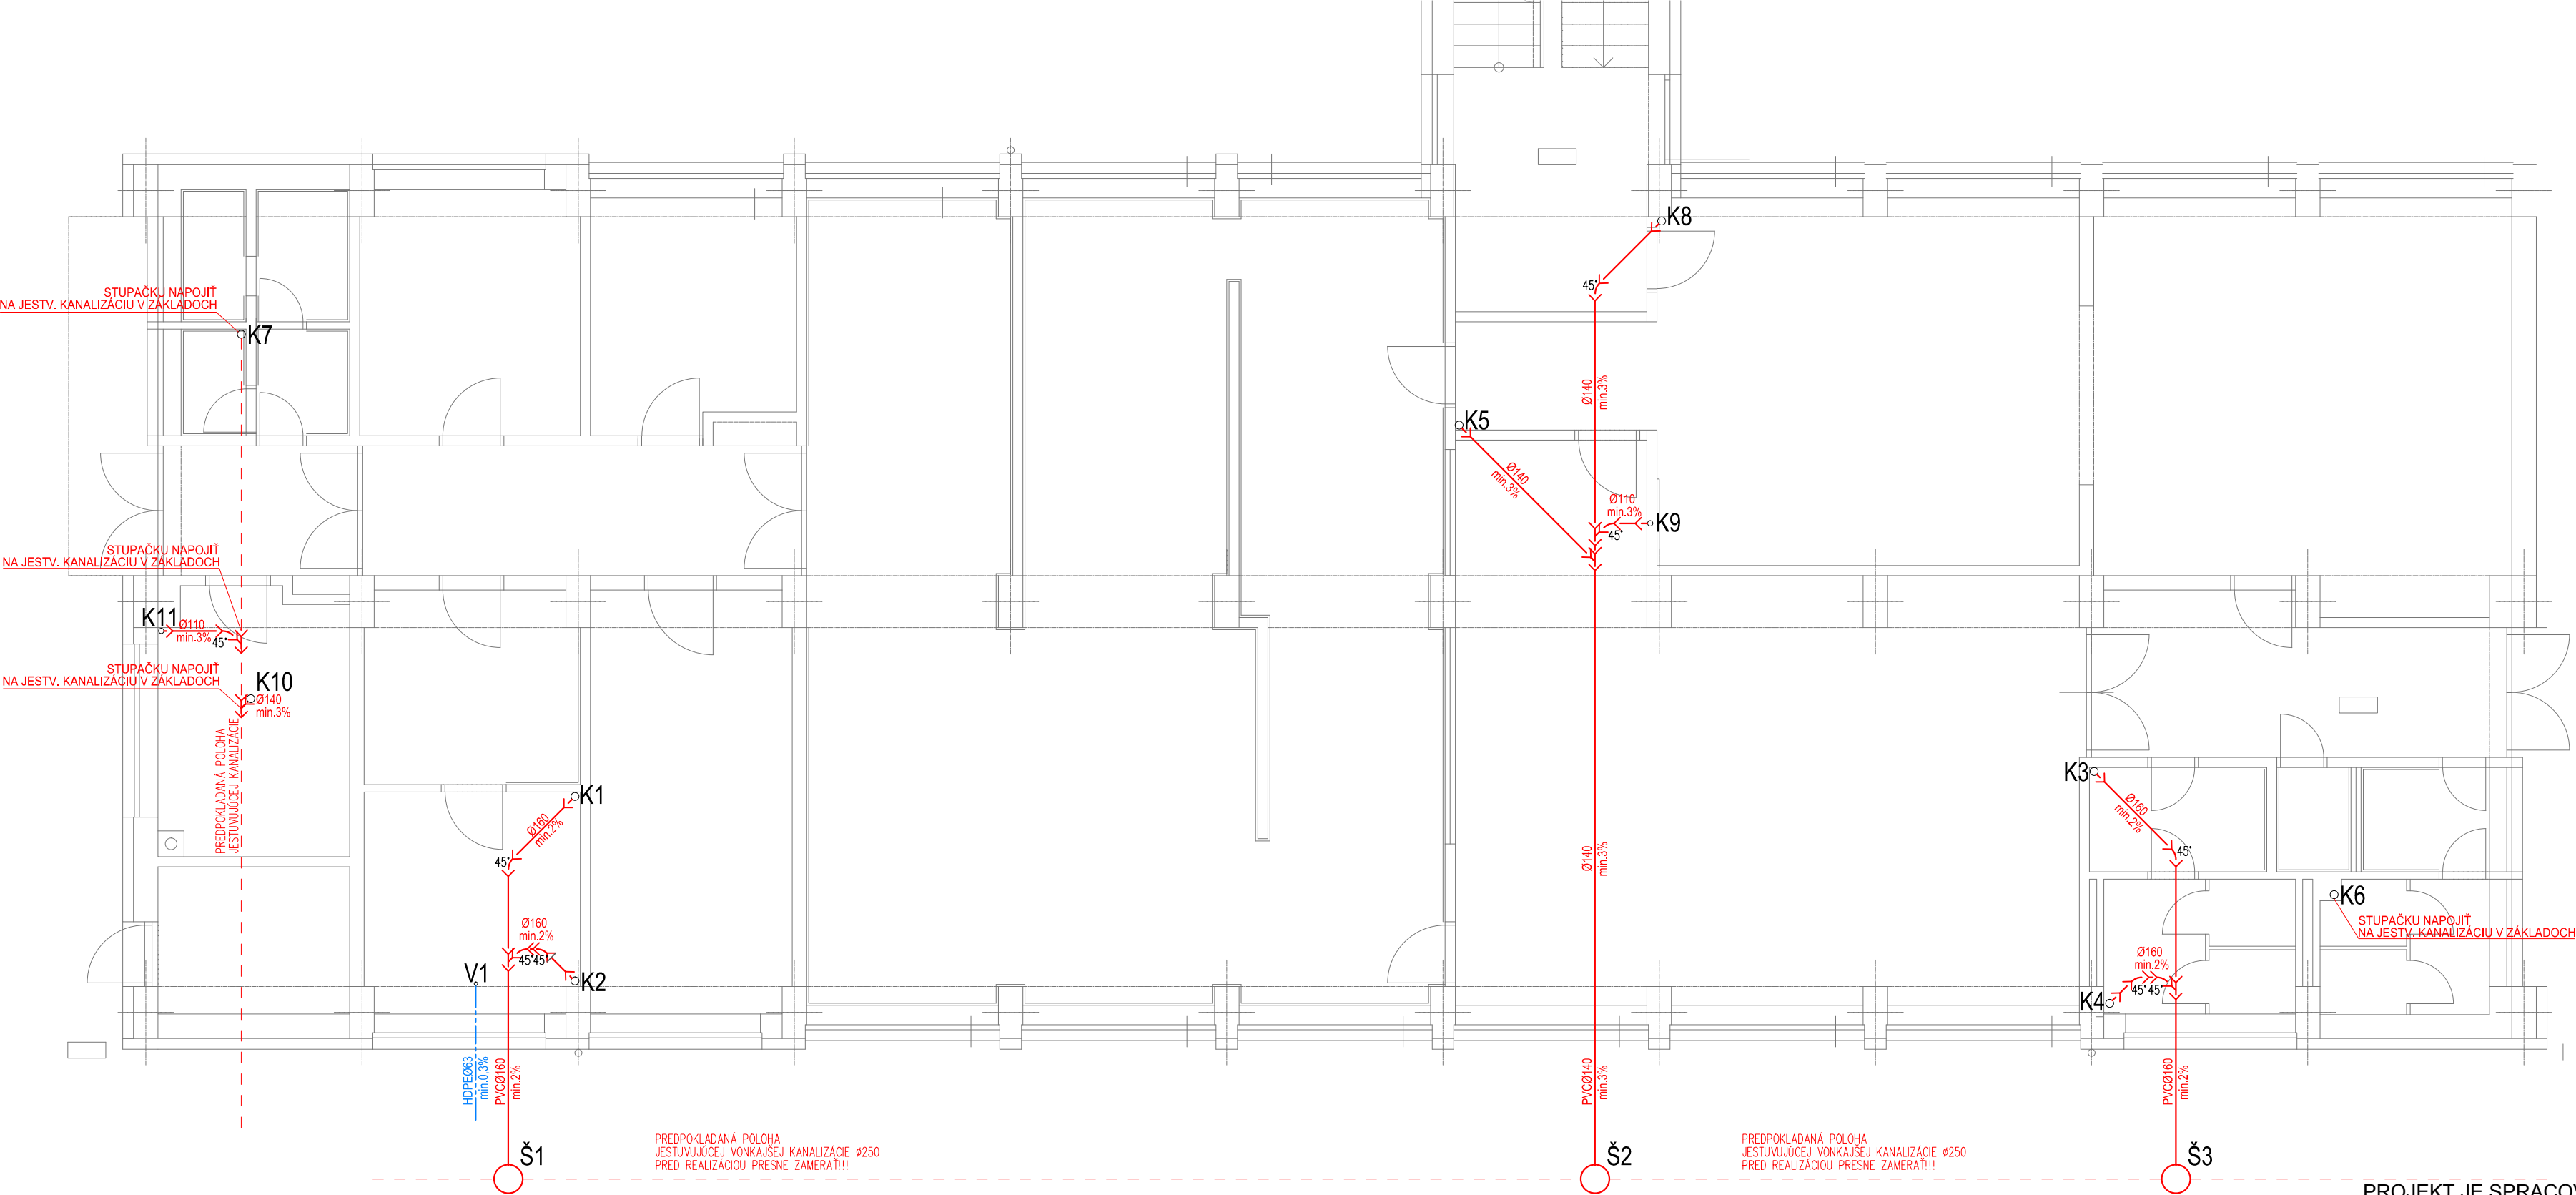 K8
45°
STUPAČKU NAPOJIŤ
NA JESTV. KANALIZÁCIU V ZÁKLADOCH
K7
Ø140
min.3%
K5
Ø140
min.3%
Ø110
min.3%
K9
45°
STUPAČKU NAPOJIŤ
NA JESTV. KANALIZÁCIU V ZÁKLADOCH
K11
Ø110
min.3%
45°
STUPAČKU NAPOJIŤ
NA JESTV. KANALIZÁCIU V ZÁKLADOCH
K10
Ø140
min.3%
PREDPOKLADANÁ POLOHA
JESTUVUJÚCEJ KANALIZÁCIE
K1
Ø160
min.2%
45°
Ø140
min.3%
K3
Ø160
min.2%
45°
K6
STUPAČKU NAPOJIŤ
NA JESTV. KANALIZÁCIU V ZÁKLADOCH
Ø160
min.2%
45°45°
K2
V1
Ø160
min.2%
45°45°
K4
HDPEØ63
min.0,3%
PVCØ160
min.2%
PVCØ140
min.3%
PVCØ160
min.2%
PREDPOKLADANÁ POLOHA
JESTUVUJÚCEJ VONKAJŠEJ KANALIZÁCIE Ø250
PRED REALIZÁCIOU PRESNE ZAMERAŤ!!!
PREDPOKLADANÁ POLOHA
JESTUVUJÚCEJ VONKAJŠEJ KANALIZÁCIE Ø250
PRED REALIZÁCIOU PRESNE ZAMERAŤ!!!
Š1
Š2
Š3
PROJEKT JE